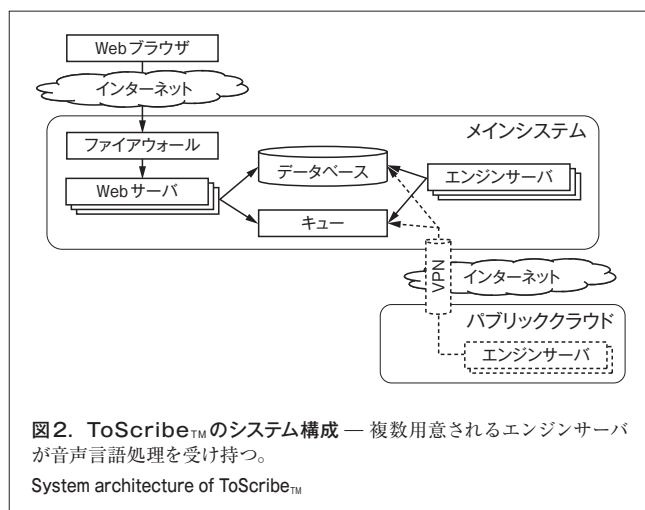 Webブラウザ
インターネット
メインシステム
ファイアウォール
データベース
エンジンサーバ
Webサーバ
キュー
VPN
インターネット
パブリッククラウド
エンジンサーバ
図2. ToScribe™のシステム構成 — 複数用意されるエンジンサーバ
が音声言語処理を受け持つ。
System architecture of ToScribe™